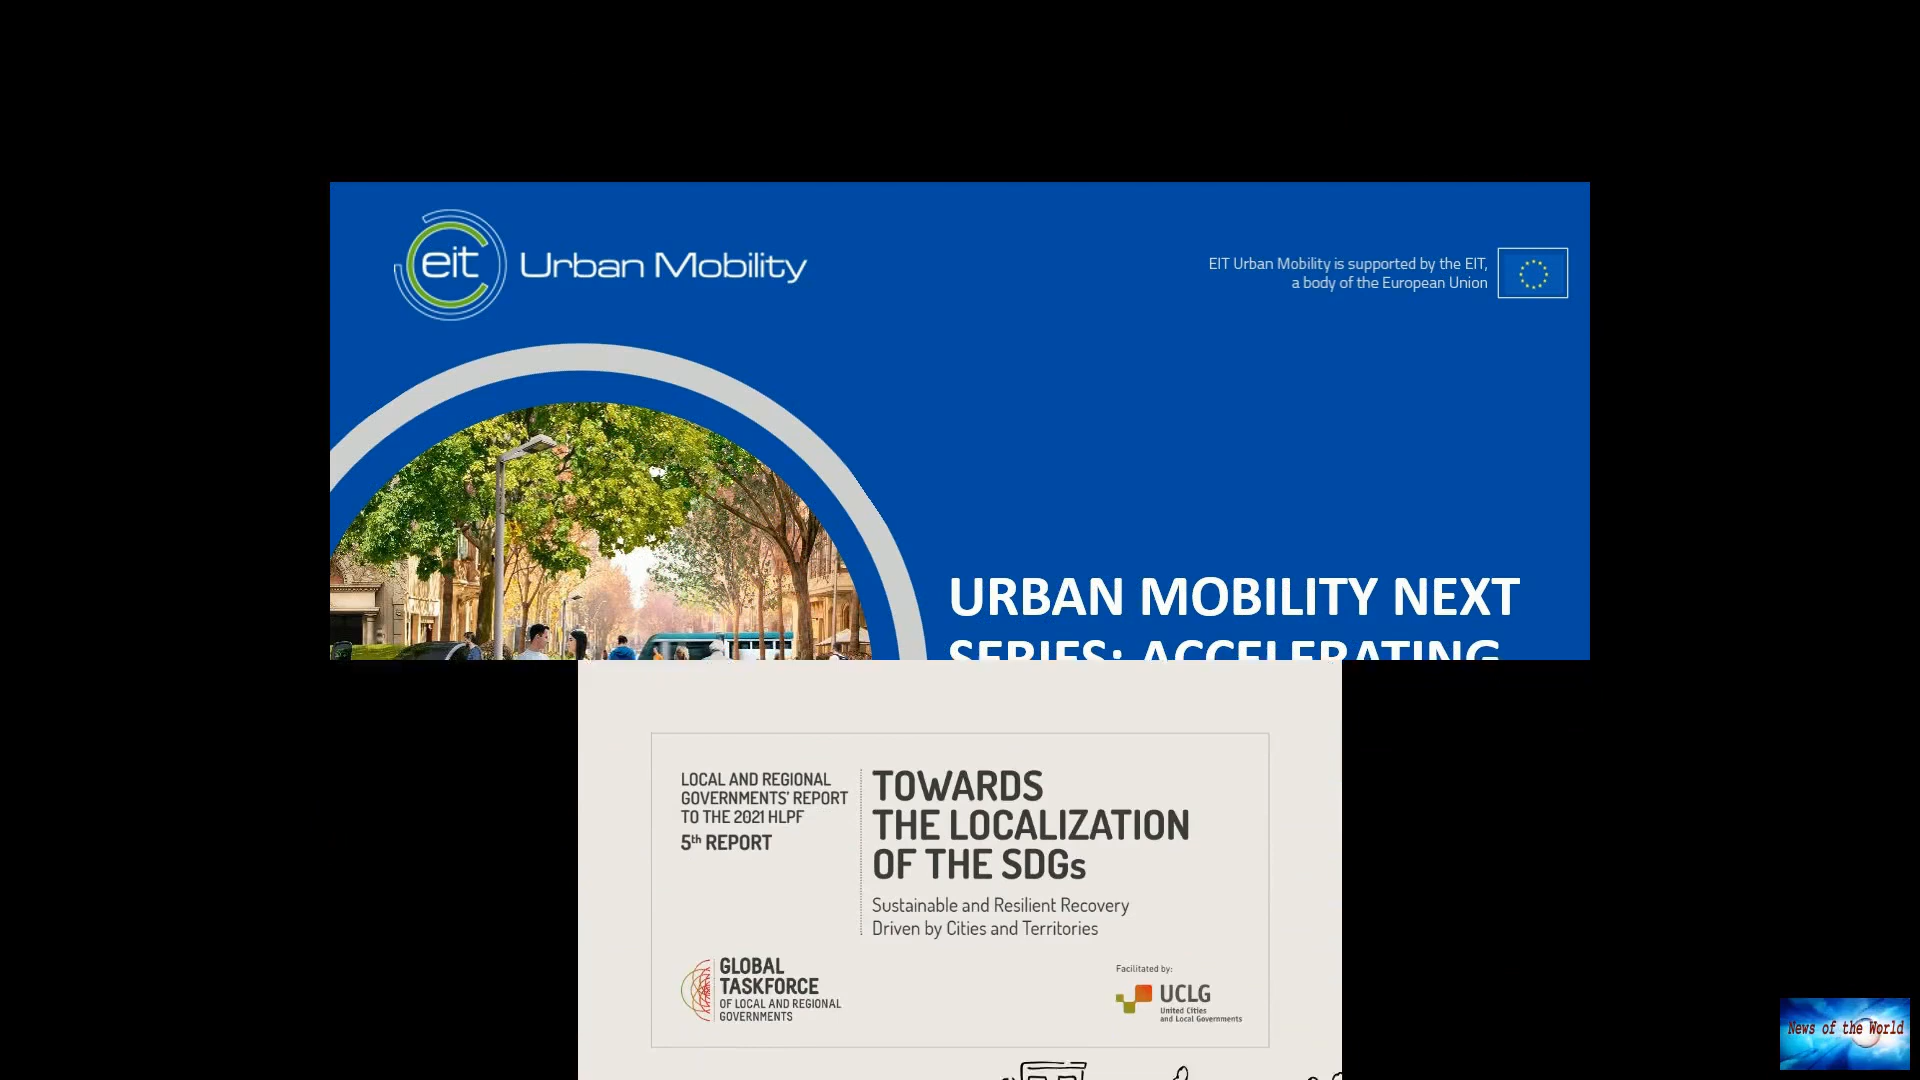 eit Urban Mobility
EIT Urban Mobility is supported by the EIT,
a body of the European Union
URBAN MOBILITY NEXT
SERIES: ACCELERATING
LOCAL AND REGIONAL
GOVERNMENTS' REPORT
TO THE 2021 HLPF
5th REPORT
TOWARDS
THE LOCALIZATION
OF THE SDGs
Sustainable and Resilient Recovery
Driven by Cities and Territories
GLOBAL
TASKFORCE
OF LOCAL AND REGIONAL
GOVERNMENTS
Facilitated by:
UCLG
United Cities
and Local Governments
News of the World